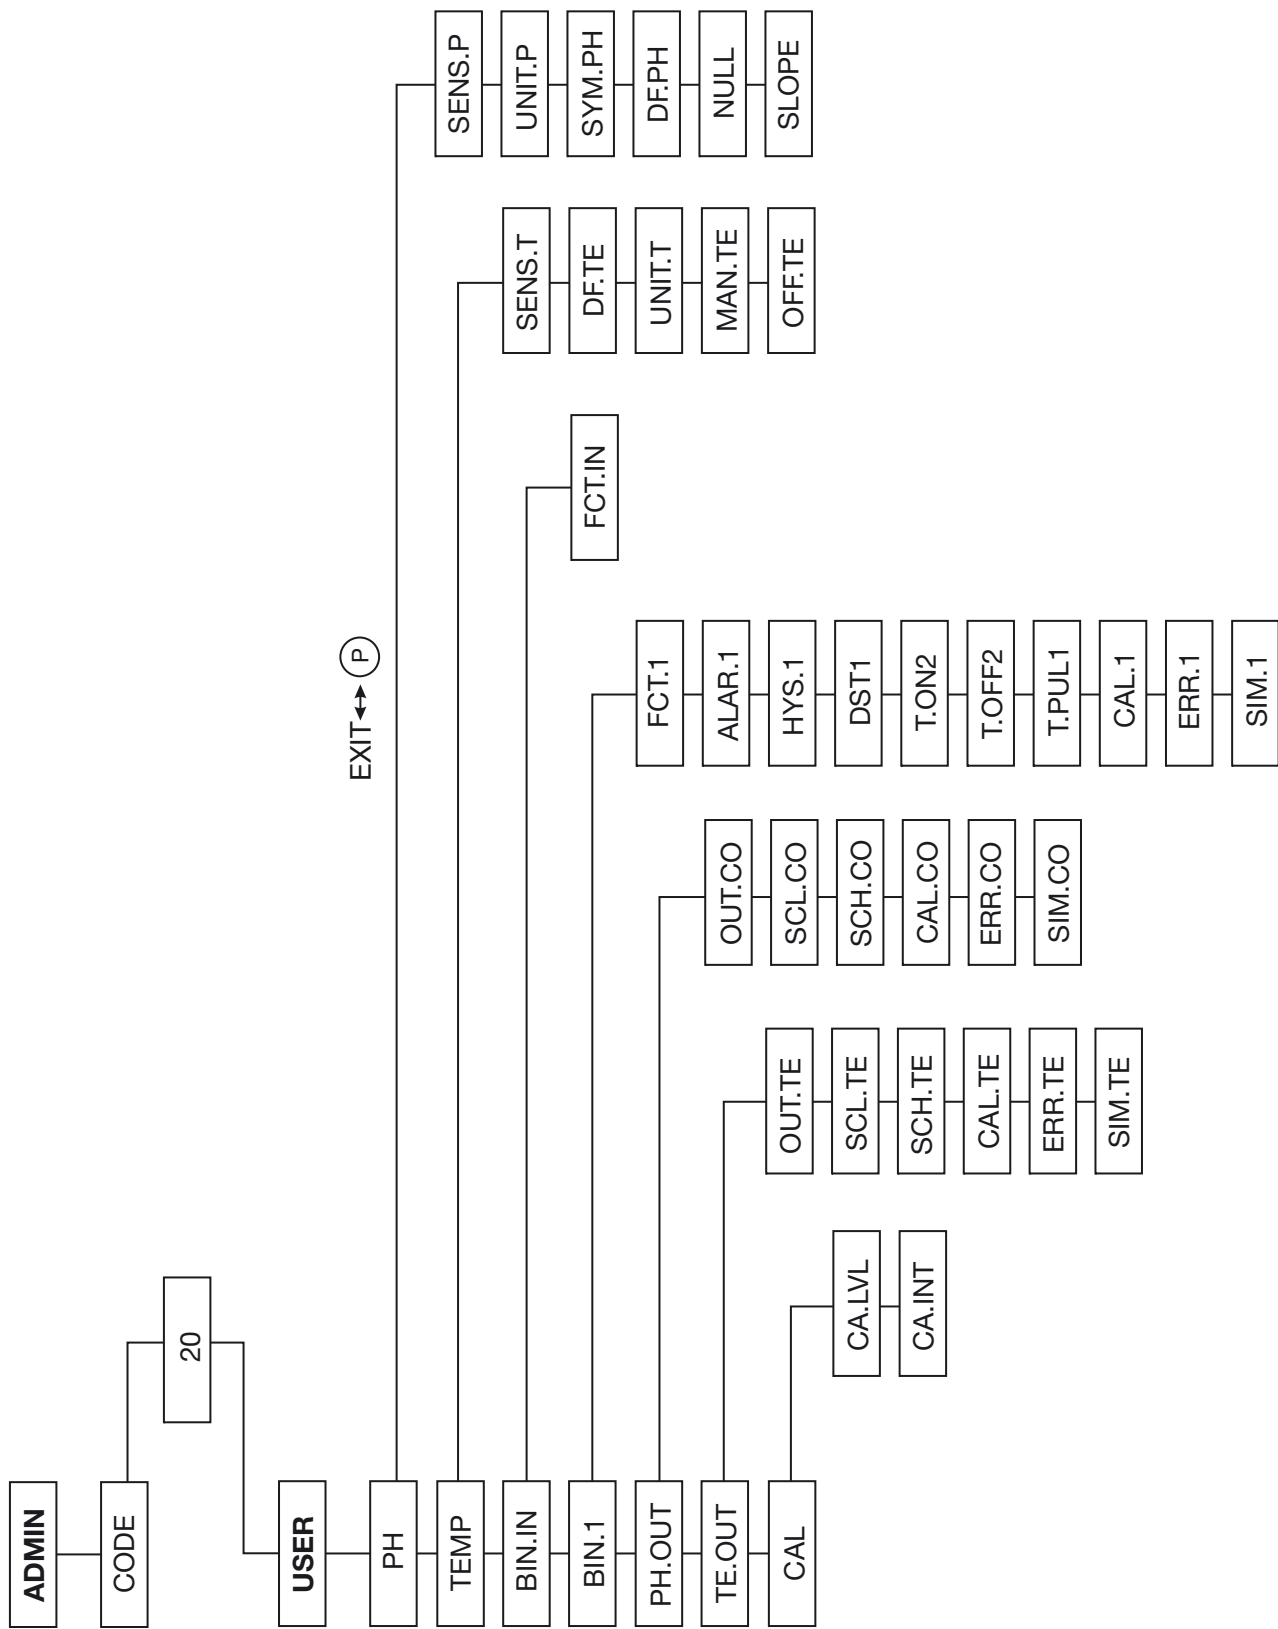 ADMIN
CODE
20
USER
PH
TEMP
BIN.IN
BIN.1
PH.OUT
TE.OUT
CAL
CA.LVL
CA.INT
OUT.TE
SCL.TE
SCH.TE
CAL.TE
ERR.TE
SIM.TE
OUT.CO
SCL.CO
SCH.CO
CAL.CO
ERR.CO
SIM.CO
EXIT P
FCT.1
ALAR.1
HYS.1
DST1
T.ON2
T.OFF2
T.PUL1
CAL.1
ERR.1
SIM.1
FCT.IN
SENS.T
DF.TE
UNIT.T
MAN.TE
OFF.TE
SENS.P
UNIT.P
SYM.PH
DF.PH
NULL
SLOPE